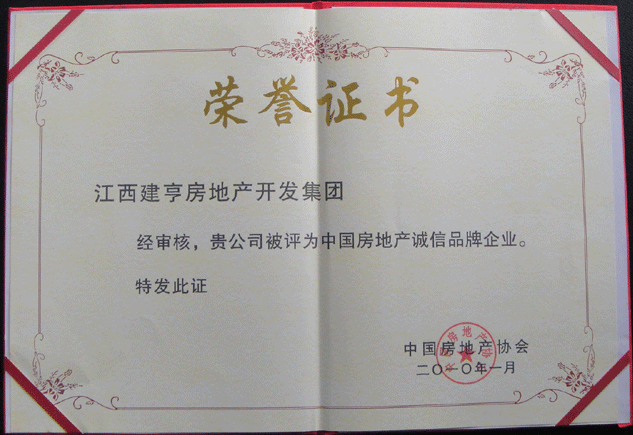 荣誉证书
江西建亨房地产开发集团
经审核，贵公司被评为中国房地产诚信品牌企业。
特发此证
中国房地产协会
二〇一〇年一月